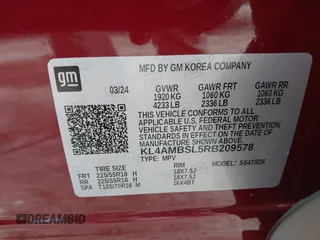 gm
MFD BY GM KOREA COMPANY
03/24 GVWR GAWR FRT GAWR RR
1920 KG 1060 KG 1060 KG
4233 LB 2336 LB 2336 LB
THIS VEHICLE CONFORMS TO ALL
APPLICABLE U.S. FEDERAL MOTOR
VEHICLE SAFETY, BUMPER, AND
THEFT PREVENTION STANDARDS
IN EFFECT ON THE DATE OF
MANUFACTURE SHOWN ABOVE.
KL4AMBSL5RB209578
TYPE: MPV MODEL:
TIRE SIZE RIM
FRT 225/55R18 H 18X7.5J
RR 225/55R18 H 18X7.5J
SPA T125/70R16 M 16X4BT
DREAMBID